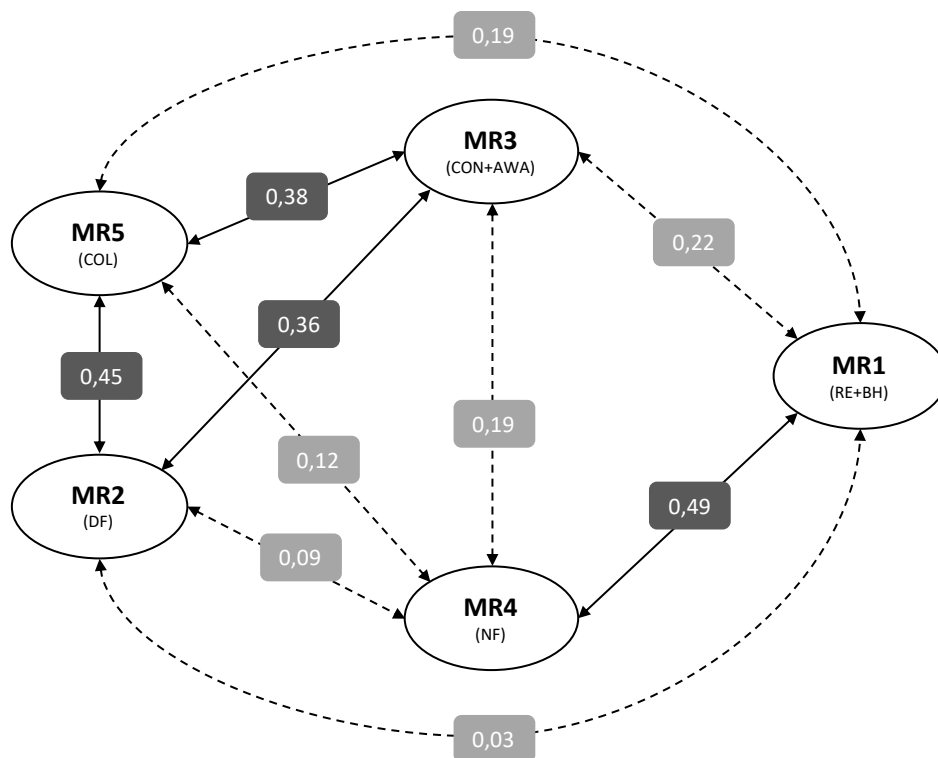 0,19
MR3
(CON+AWA)
0,38
MR5
(COL)
0,22
0,36
0,45
MR1
(RE+BH)
0,19
0,12
MR2
(DF)
0,49
0,09
MR4
(NF)
0,03